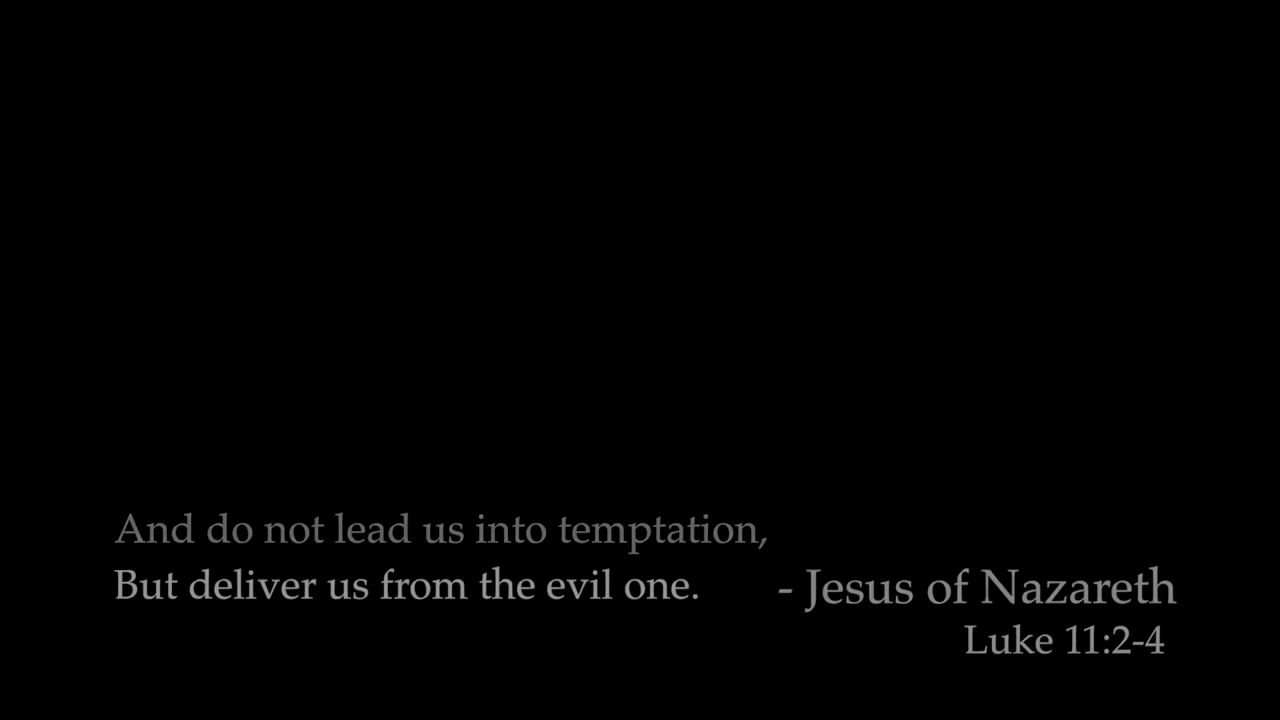 And do not lead us into temptation,
But deliver us from the evil one.
- Jesus of Nazareth
Luke 11:2-4